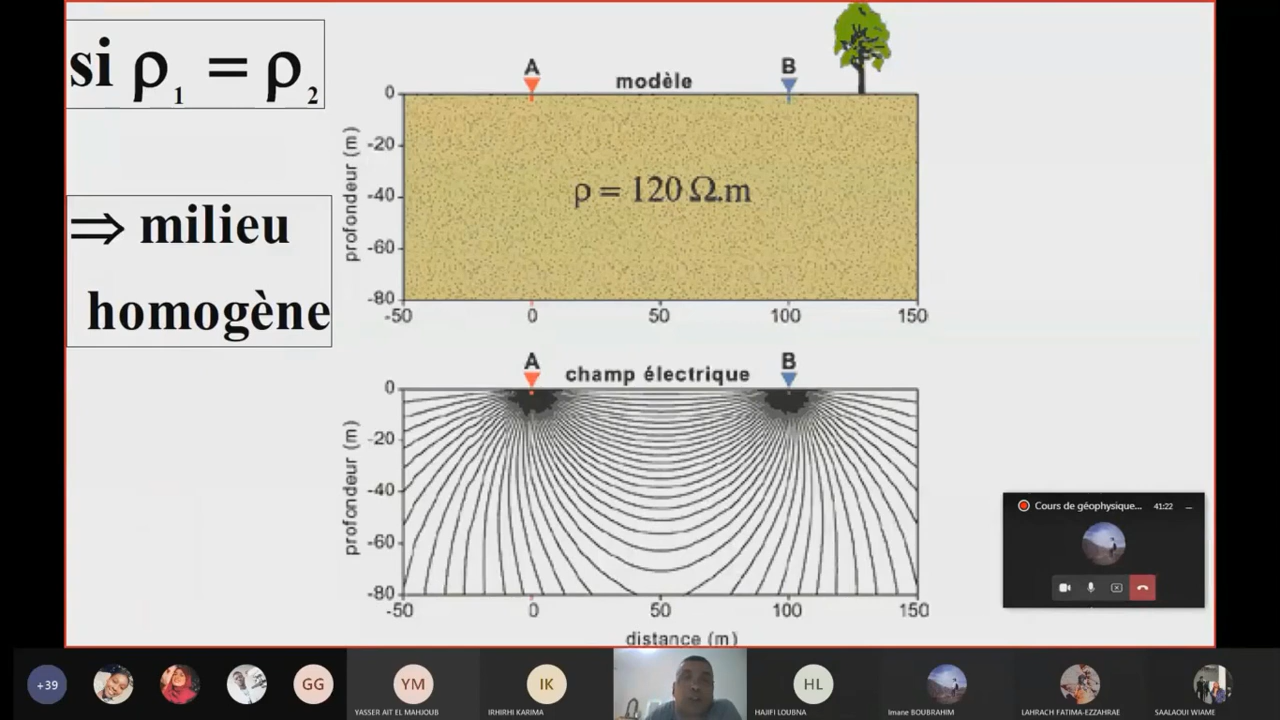 si ρ₁ = ρ₂
⇒ milieu
homogène
A
modèle
B
0
-20
-40
-60
-80
profondeur (m)
ρ = 120 Ω.m
-50
0
50
100
150
A
champ électrique
B
0
-20
-40
-60
-80
profondeur (m)
-50
0
50
100
150
distance (m)
Cours de géophysique...
41:22
+39
GG
YM
YASSER AIT EL MAHJOUB
IK
IRHIRHI KARIMA
HL
HAJIFI LOUBNA
Imane BOUBRAHIM
LAHRACH FATIMA-EZZAHRAE
SAALAOUI WIAME